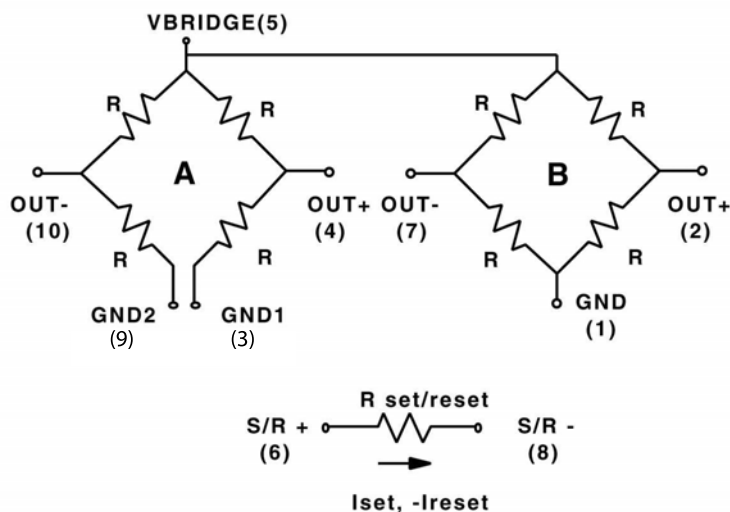 VBRIDGE(5)
R
R
R
R
A
B
OUT-
(10)
OUT+
(4)
OUT-
(7)
OUT+
(2)
R
R
R
R
GND2
(9)
GND1
(3)
GND
(1)
R set/reset
S/R +
(6)
S/R -
(8)
Iset, -Ireset